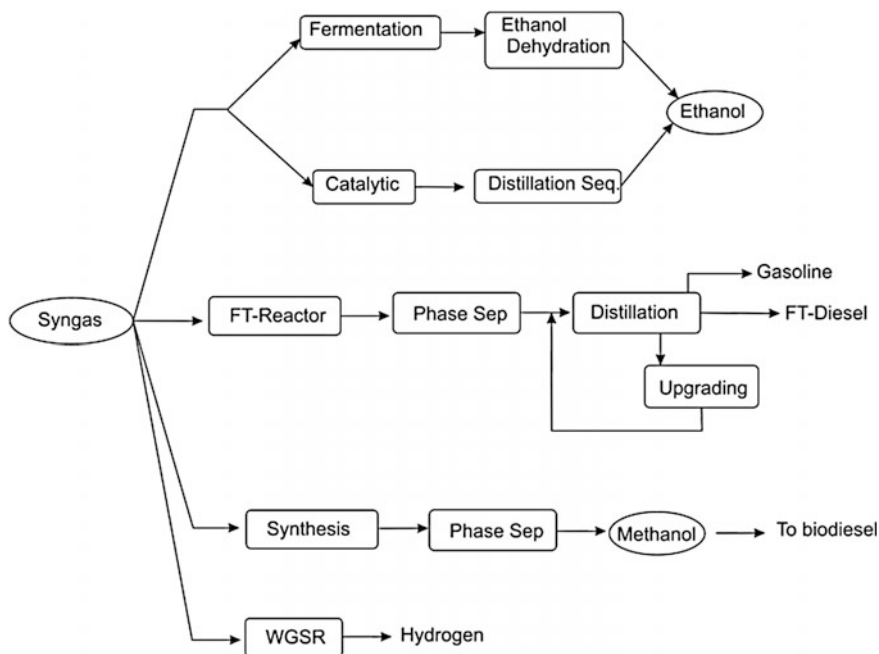 Fermentation
Ethanol
Dehydration
Ethanol
Catalytic
Distillation Seq.
Syngas
FT-Reactor
Phase Sep
Distillation
Gasoline
FT-Diesel
Upgrading
Synthesis
Phase Sep
Methanol
To biodiesel
WGSR
Hydrogen